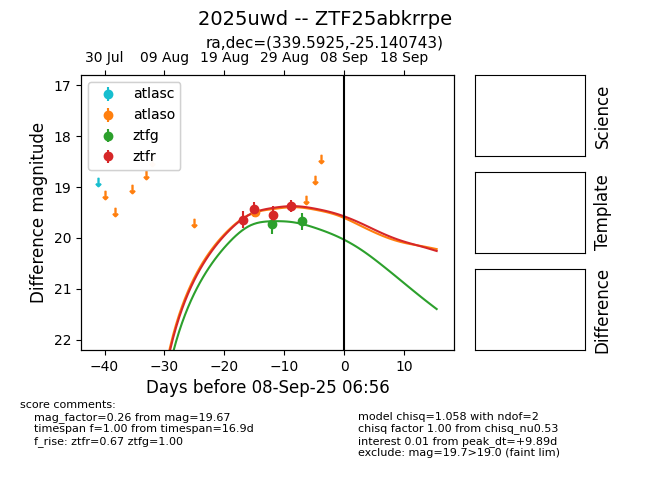 2025uwd -- ZTF25abkrrpe
ra,dec=(339.5925,-25.140743)
30 Jul 09 Aug 19 Aug 29 Aug 08 Sep 18 Sep
atlasc
atlaso
ztfg
ztfr
17
18
19
20
21
22
Difference magnitude
−40 −30 −20 −10 0 10
Days before 08-Sep-25 06:56
Science
Template
Difference
score comments:
mag_factor=0.26 from mag=19.67
timespan f=1.00 from timespan=16.9d
f_rise: ztfr=0.67 ztfg=1.00
model chisq=1.058 with ndof=2
chisq factor 1.00 from chisq_nu0.53
interest 0.01 from peak_dt=+9.89d
exclude: mag=19.7>19.0 (faint lim)